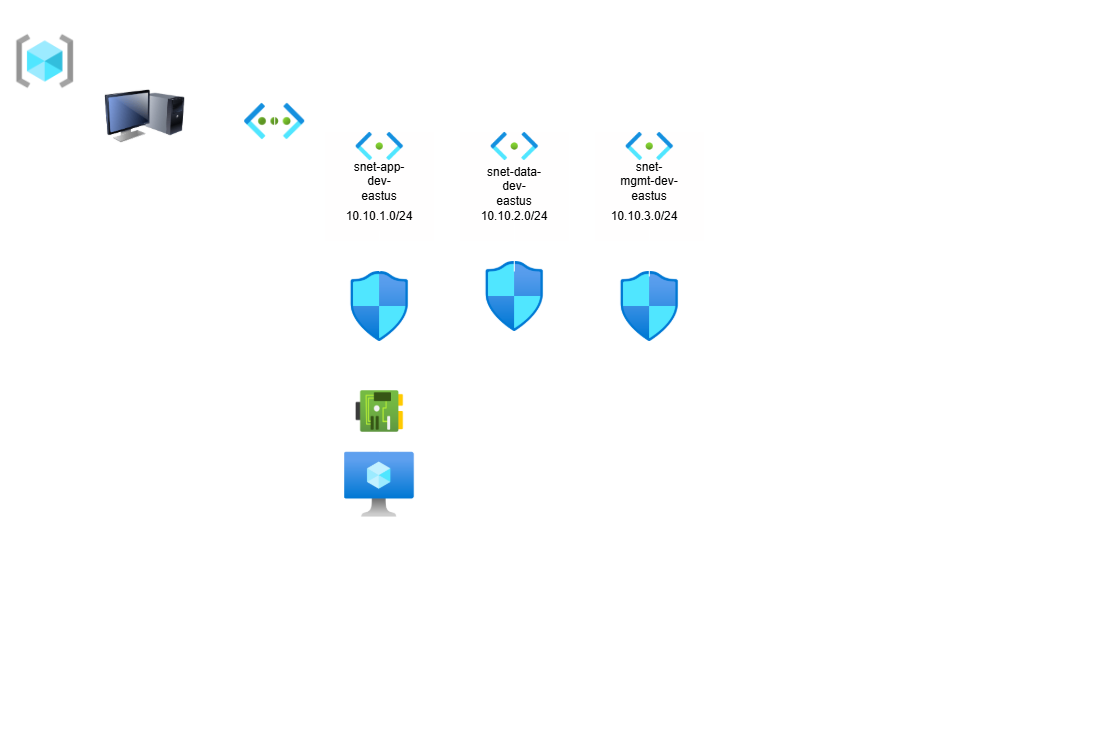 snet-app-
dev-
eastus
10.10.1.0/24
snet-data-
dev-
eastus
10.10.2.0/24
snet-
mgmt-dev-
eastus
10.10.3.0/24